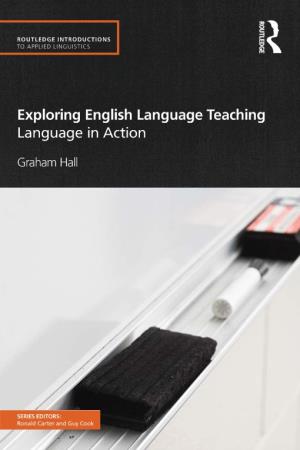 ROUTLEDGE INTRODUCTIONS
TO APPLIED LINGUISTICS
ROUTLEDGE
Exploring English Language Teaching
Language in Action
Graham Hall
SERIES EDITORS:
Ronald Carter and Guy Cook